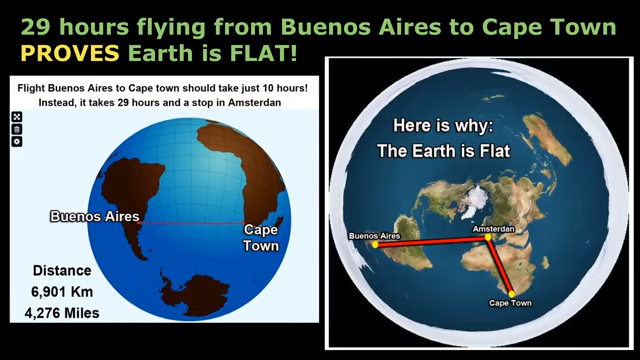 29 hours flying from Buenos Aires to Cape Town
PROVES Earth is FLAT!
Flight Buenos Aires to Cape town should take just 10 hours!
Instead, it takes 29 hours and a stop in Amsterdan
Buenos Aires
Cape
Town
Distance
6,901 Km
4,276 Miles
Here is why:
The Earth is Flat
Buenos Aires
Amsterdan
Cape Town